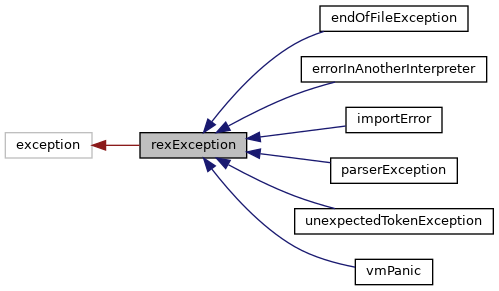 endOfFileException
errorInAnotherInterpreter
importError
exception
rexException
parserException
unexpectedTokenException
vmPanic